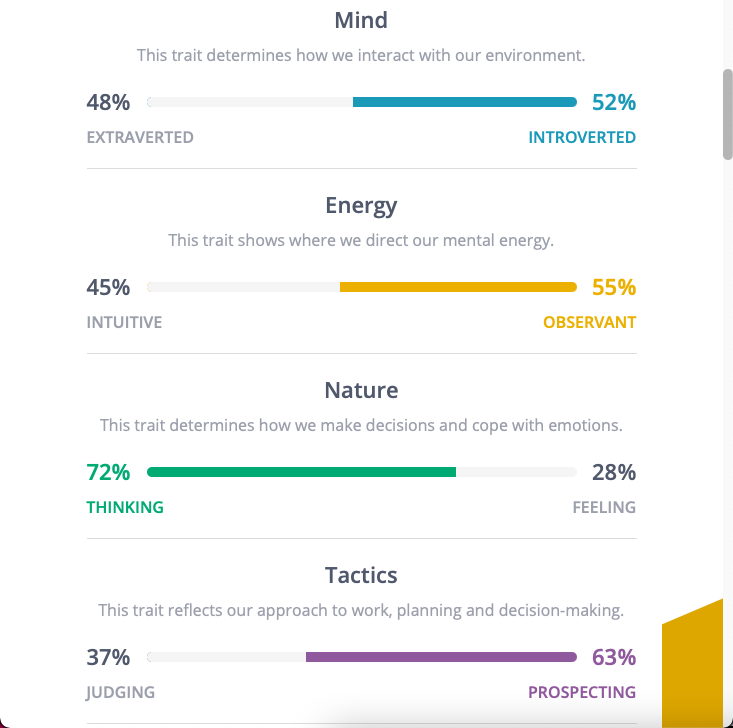 Mind
This trait determines how we interact with our environment.
48% 52%
EXTRAVERTED INTROVERTED
Energy
This trait shows where we direct our mental energy.
45% 55%
INTUITIVE OBSERVANT
Nature
This trait determines how we make decisions and cope with emotions.
72% 28%
THINKING FEELING
Tactics
This trait reflects our approach to work, planning and decision-making.
37% 63%
JUDGING PROSPECTING